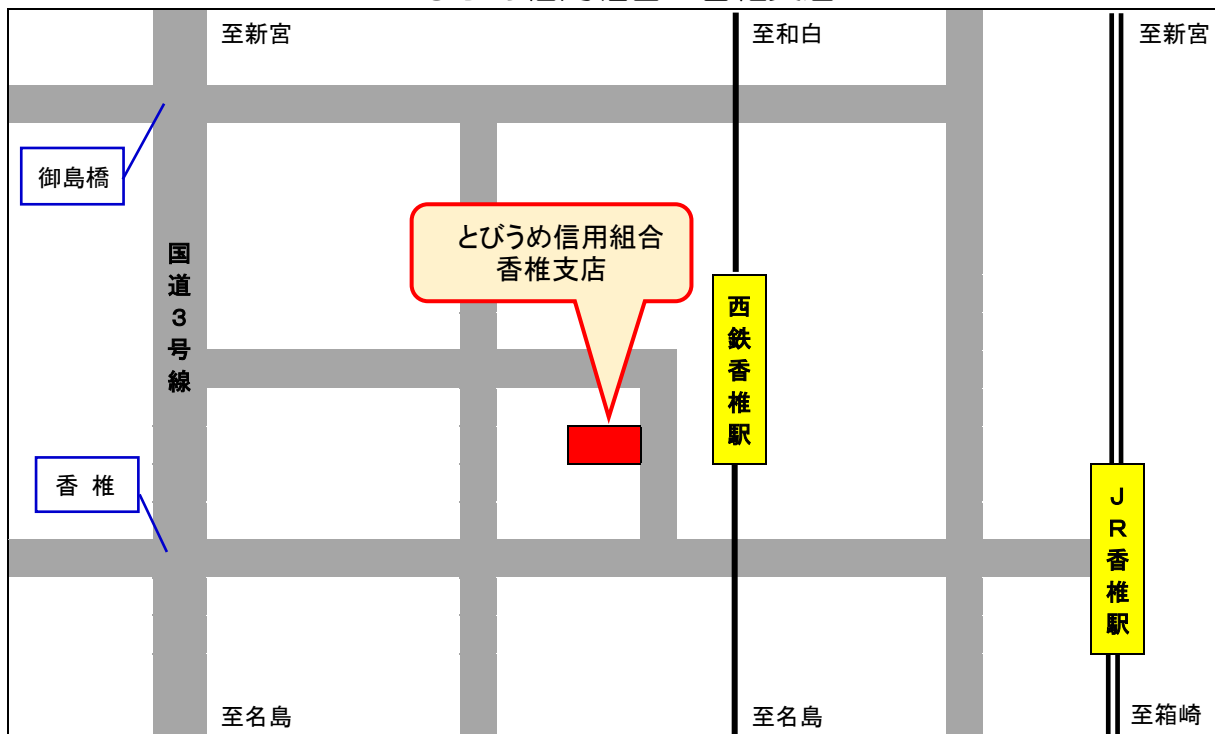 至新宮
至和白
至新宮
御島橋
とびうめ信用組合
香椎支店
国道３号線
西鉄香椎駅
香 椎
ＪＲ香椎駅
至名島
至名島
至箱崎